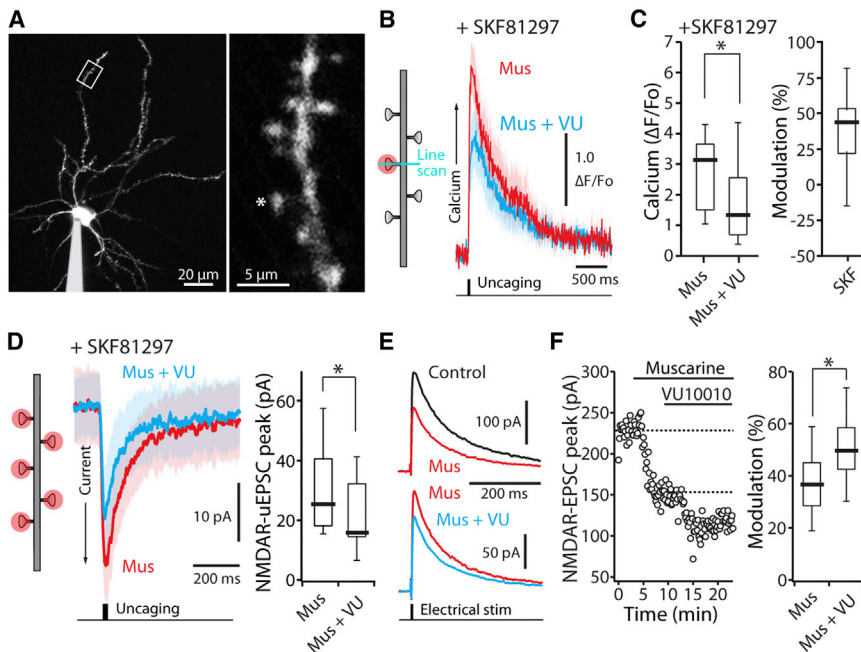 A
20 µm
5 µm
*
B
+ SKF81297
Mus
Mus + VU
Line
scan
Calcium
1.0
ΔF/Fo
Uncaging
500 ms
C
+SKF81297
Calcium (ΔF/Fo)
7
6
5
4
3
2
1
0
*
Mus
Mus + VU
Modulation (%)
100
75
50
25
0
-25
-50
SKF
D
+ SKF81297
Mus + VU
Current
Mus
10 pA
200 ms
Uncaging
NMDAR-uEPSC peak (pA)
60
40
20
0
*
Mus
Mus + VU
E
Control
100 pA
Mus
200 ms
Mus
Mus + VU
50 pA
Electrical stim
F
NMDAR-EPSC peak (pA)
300
250
200
150
100
50
Muscarine
VU10010
0
5
10
15
20
Time (min)
Modulation (%)
80
60
40
20
0
*
Mus
Mus + VU